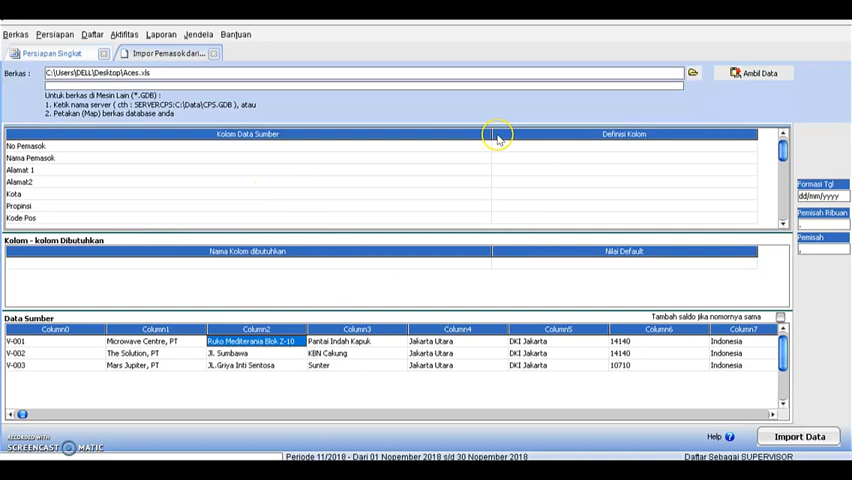 Berkas Persiapan Daftar Aktifitas Laporan Jendela Bantuan
Persiapan Singkat Impor Pemasok dari...
Berkas : C:\Users\DELL\Desktop\Aces.xls Ambil Data
Untuk berkas di Mesin Lain (*.GDB) :
1. Ketik nama server ( cth : SERVERCPS:C:\Data\CPS.GDB ), atau
2. Petakan (Map) berkas database anda
Kolom Data Sumber Definisi Kolom
No Pemasok
Nama Pemasok
Alamat 1
Alamat2
Kota
Propinsi
Kode Pos
Formasi Tgl
dd/mm/yyyy
Pemisah Ribuan
.
Pemisah
,
Kolom - kolom Dibutuhkan
Nama Kolom dibutuhkan Nilai Default
Data Sumber Tambah saldo jika nomornya sama
Column0 Column1 Column2 Column3 Column4 Column5 Column6 Column7
V-001 Microwave Centre, PT Ruko Mediterania Blok Z-10 Pantai Indah Kapuk Jakarta Utara DKI Jakarta 14140 Indonesia
V-002 The Solution, PT Jl. Sumbawa KBN Cakung Jakarta Utara DKI Jakarta 14140 Indonesia
V-003 Mars Jupiter, PT JL.Griya Inti Sentosa Sunter Jakarta Utara DKI Jakarta 10710 Indonesia
Help ? Import Data
RECORDED WITH
SCREENCAST MATIC
Periode 11/2018 - Dari 01 Nopember 2018 s/d 30 Nopember 2018 Daftar Sebagai SUPERVISOR